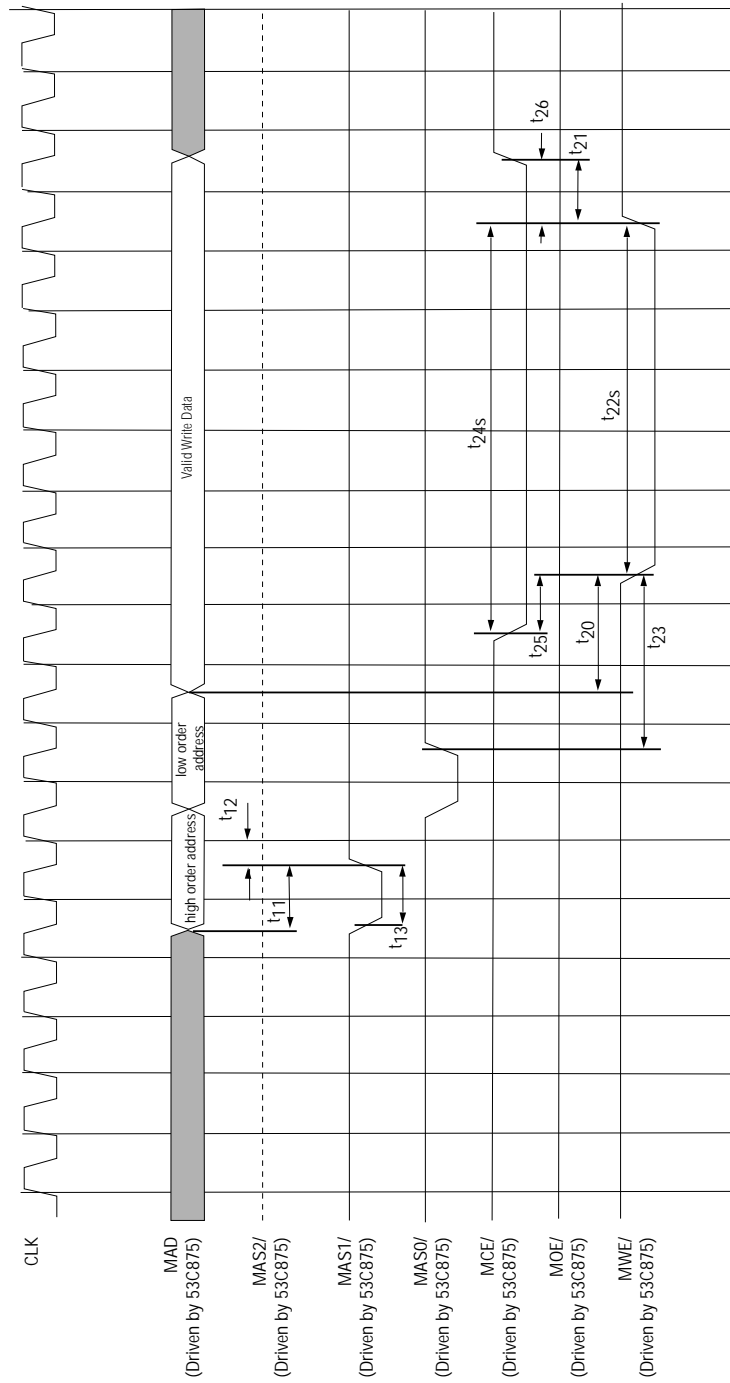 CLK
MAD
(Driven by 53C875)
MAS2/
(Driven by 53C875)
MAS1/
(Driven by 53C875)
MAS0/
(Driven by 53C875)
MCE/
(Driven by 53C875)
MOE/
(Driven by 53C875)
MWE/
(Driven by 53C875)
high order address
low order
address
Valid Write Data
t12
t11
t13
t24s
t25
t20
t23
t22s
t26
t21